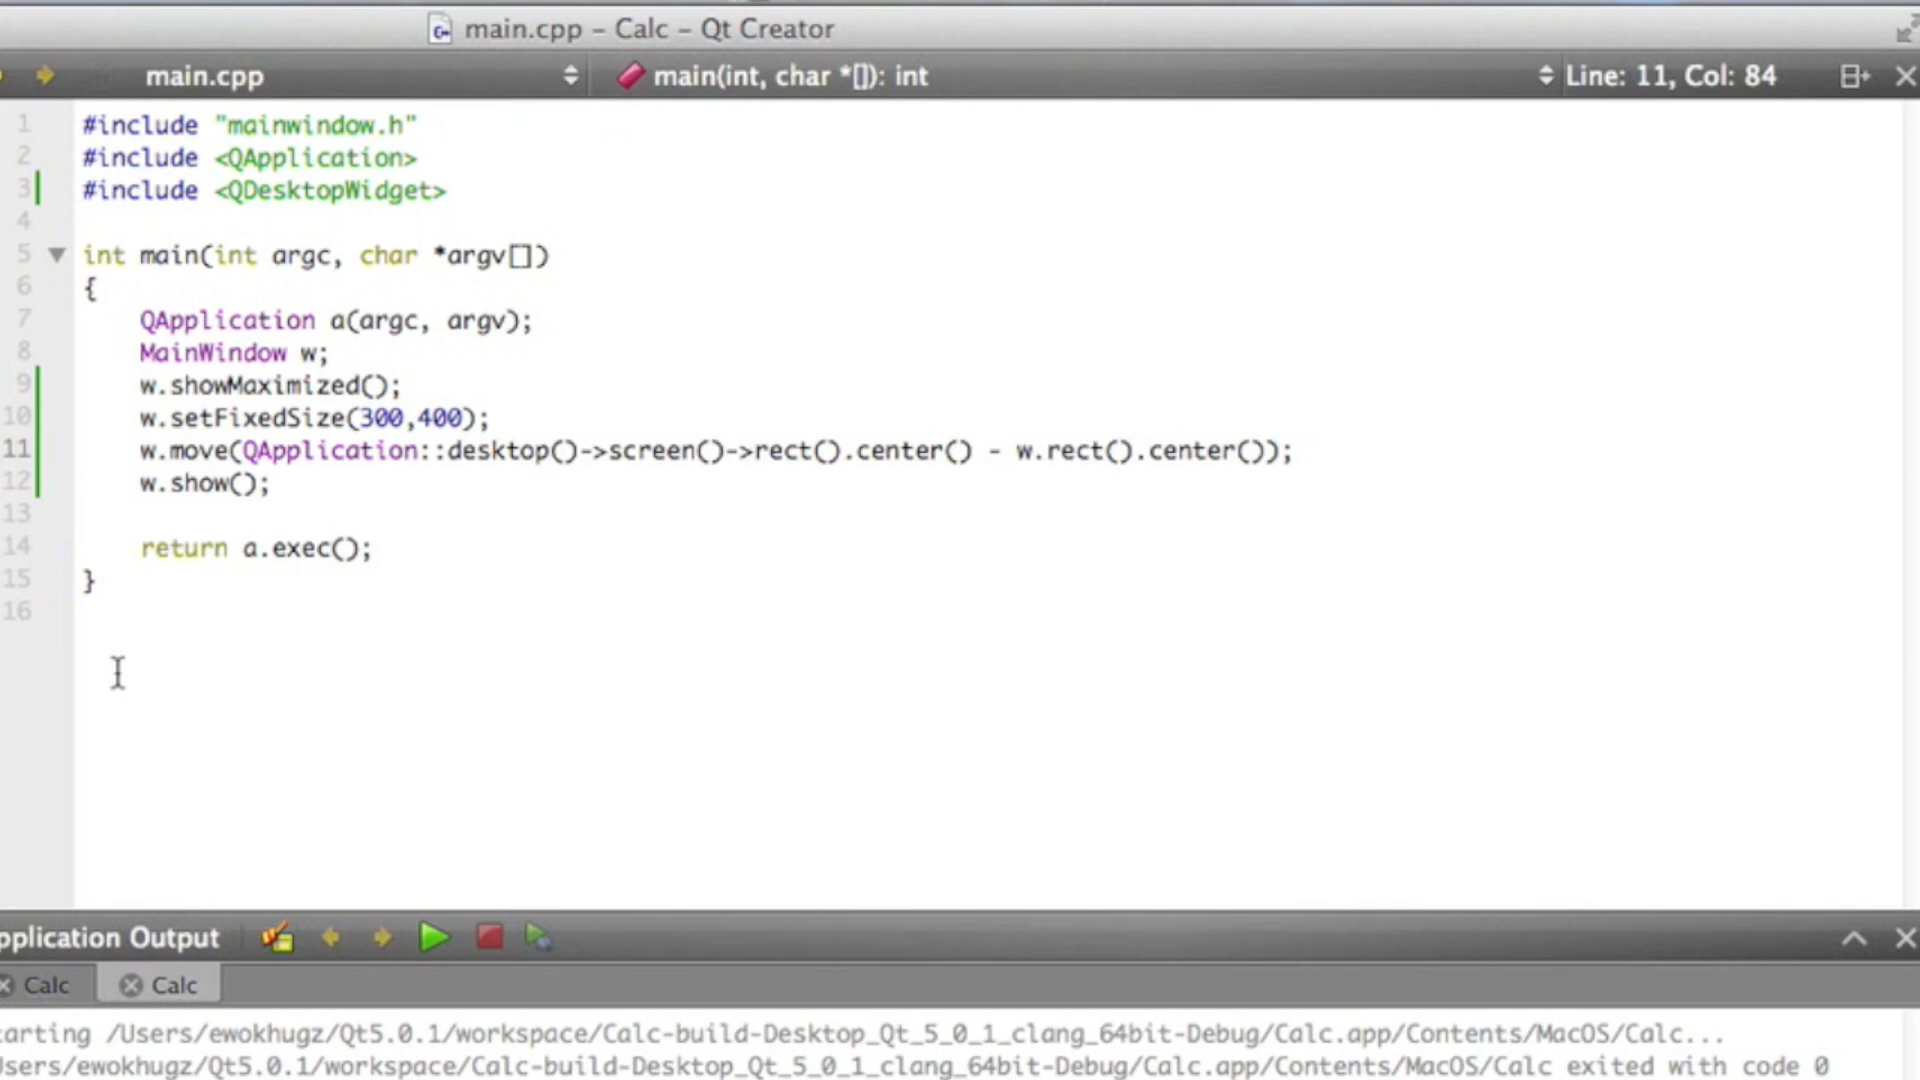 main.cpp – Calc – Qt Creator
main.cpp
main(int, char *[]): int
Line: 11, Col: 84
1 #include "mainwindow.h"
2 #include <QApplication>
3 #include <QDesktopWidget>
4
5 int main(int argc, char *argv[])
6 {
7 QApplication a(argc, argv);
8 MainWindow w;
9 w.showMaximized();
10 w.setFixedSize(300,400);
11 w.move(QApplication::desktop()->screen()->rect().center() - w.rect().center());
12 w.show();
13
14 return a.exec();
15 }
16
pplication Output
Calc
Calc
arting /Users/ewokhugz/Qt5.0.1/workspace/Calc-build-Desktop_Qt_5_0_1_clang_64bit-Debug/Calc.app/Contents/MacOS/Calc...
sers/ewokhugz/Qt5.0.1/workspace/Calc-build-Desktop_Qt_5_0_1_clang_64bit-Debug/Calc.app/Contents/MacOS/Calc exited with code 0